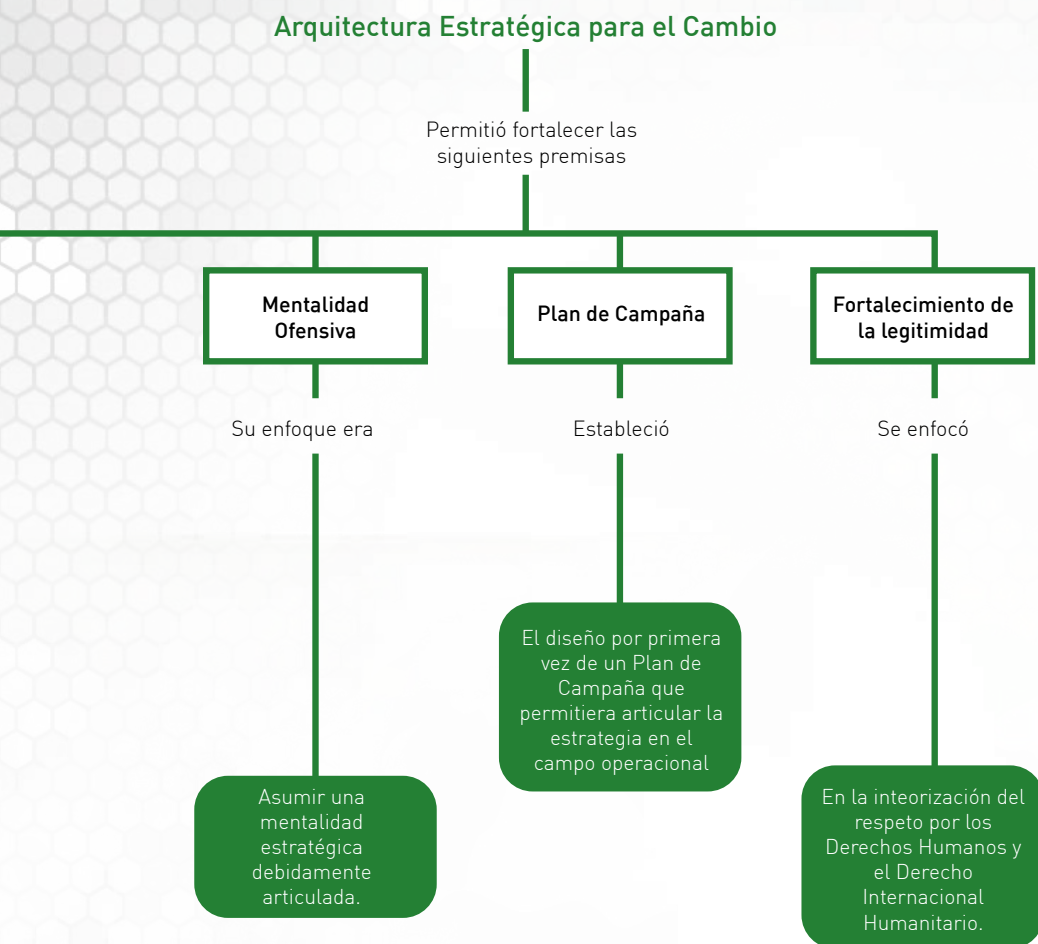 Arquitectura Estratégica para el Cambio
Permitió fortalecer las
siguientes premisas
Mentalidad
Ofensiva
Su enfoque era
Asumir una
mentalidad
estratégica
debidamente
articulada.
Plan de Campaña
Estableció
El diseño por primera
vez de un Plan de
Campaña que
permitiera articular la
estrategia en el
campo operacional
Fortalecimiento de
la legitimidad
Se enfocó
En la inteorización del
respeto por los
Derechos Humanos y
el Derecho
Internacional
Humanitario.